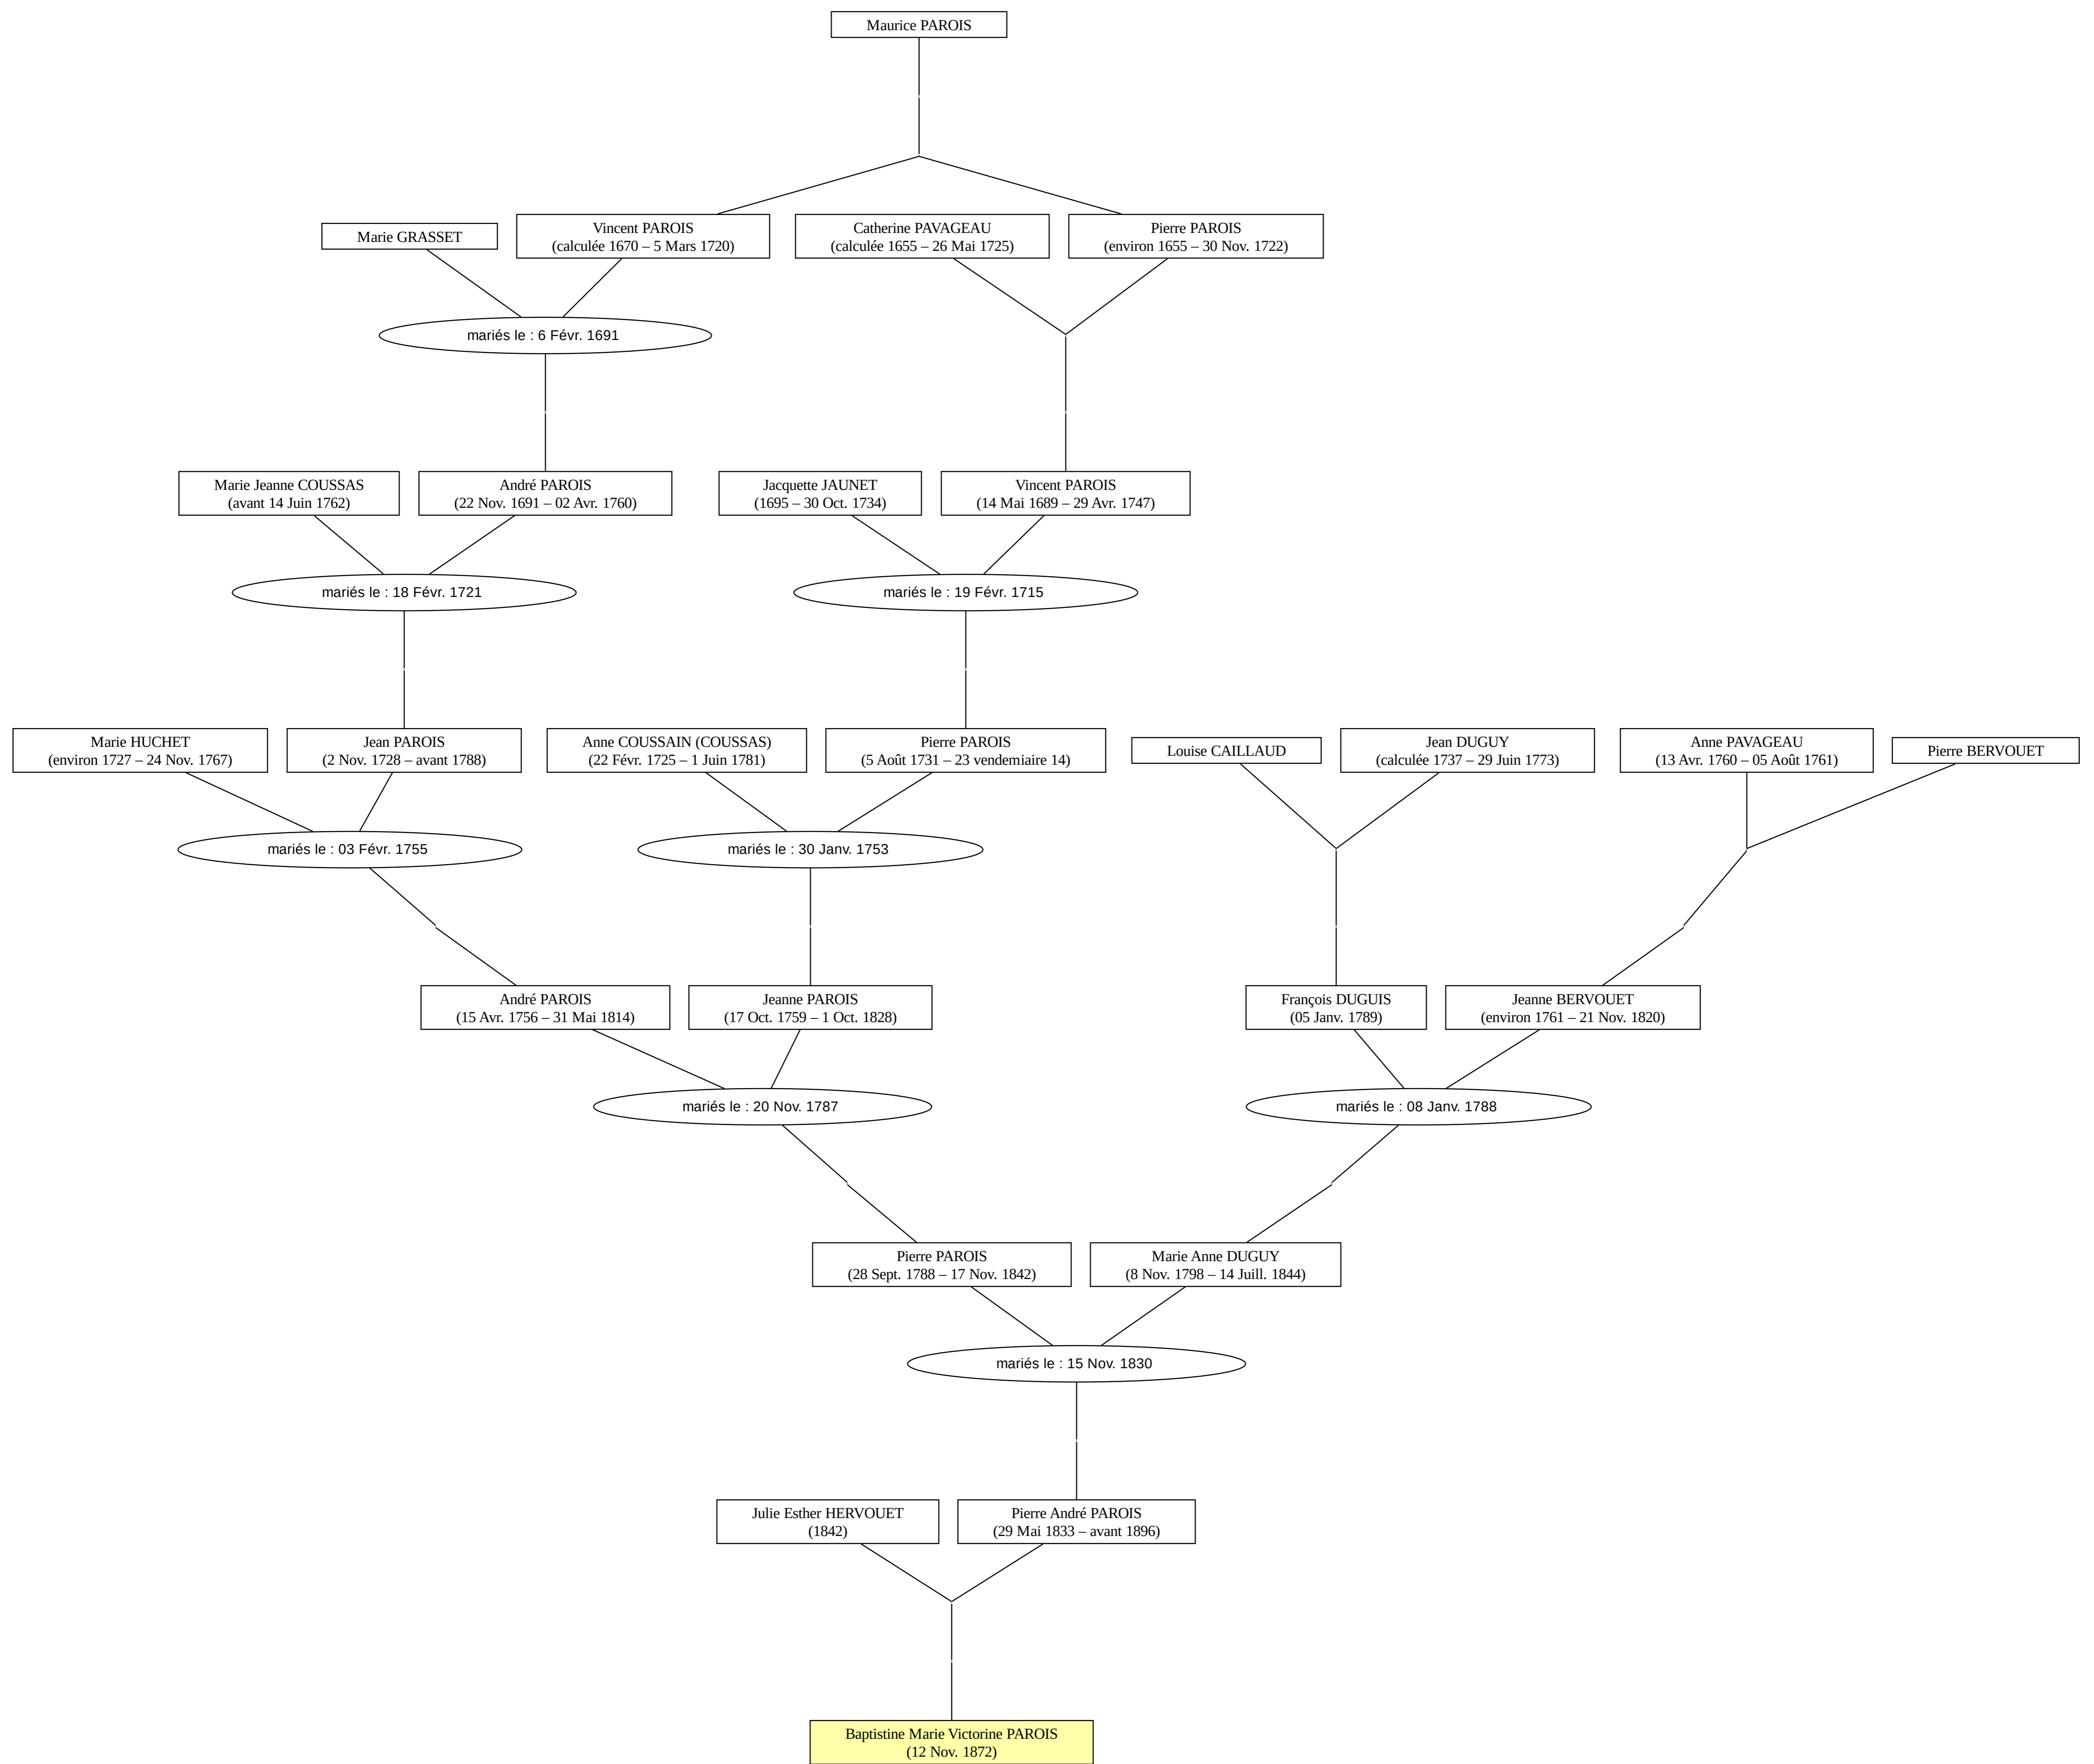 Maurice PAROIS
Marie GRASSET
Vincent PAROIS
(calculée 1670 – 5 Mars 1720)
Catherine PAVAGEAU
(calculée 1655 – 26 Mai 1725)
Pierre PAROIS
(environ 1655 – 30 Nov. 1722)
mariés le : 6 Févr. 1691
Marie Jeanne COUSSAS
(avant 14 Juin 1762)
André PAROIS
(22 Nov. 1691 – 02 Avr. 1760)
Jacquette JAUNET
(1695 – 30 Oct. 1734)
Vincent PAROIS
(14 Mai 1689 – 29 Avr. 1747)
mariés le : 18 Févr. 1721
mariés le : 19 Févr. 1715
Marie HUCHET
(environ 1727 – 24 Nov. 1767)
Jean PAROIS
(2 Nov. 1728 – avant 1788)
Anne COUSSAIN (COUSSAS)
(22 Févr. 1725 – 1 Juin 1781)
Pierre PAROIS
(5 Août 1731 – 23 vendemiaire 14)
Louise CAILLAUD
Jean DUGUY
(calculée 1737 – 29 Juin 1773)
Anne PAVAGEAU
(13 Avr. 1760 – 05 Août 1761)
Pierre BERVOUET
mariés le : 03 Févr. 1755
mariés le : 30 Janv. 1753
André PAROIS
(15 Avr. 1756 – 31 Mai 1814)
Jeanne PAROIS
(17 Oct. 1759 – 1 Oct. 1828)
François DUGUIS
(05 Janv. 1789)
Jeanne BERVOUET
(environ 1761 – 21 Nov. 1820)
mariés le : 20 Nov. 1787
mariés le : 08 Janv. 1788
Pierre PAROIS
(28 Sept. 1788 – 17 Nov. 1842)
Marie Anne DUGUY
(8 Nov. 1798 – 14 Juill. 1844)
mariés le : 15 Nov. 1830
Julie Esther HERVOUET
(1842)
Pierre André PAROIS
(29 Mai 1833 – avant 1896)
Baptistine Marie Victorine PAROIS
(12 Nov. 1872)